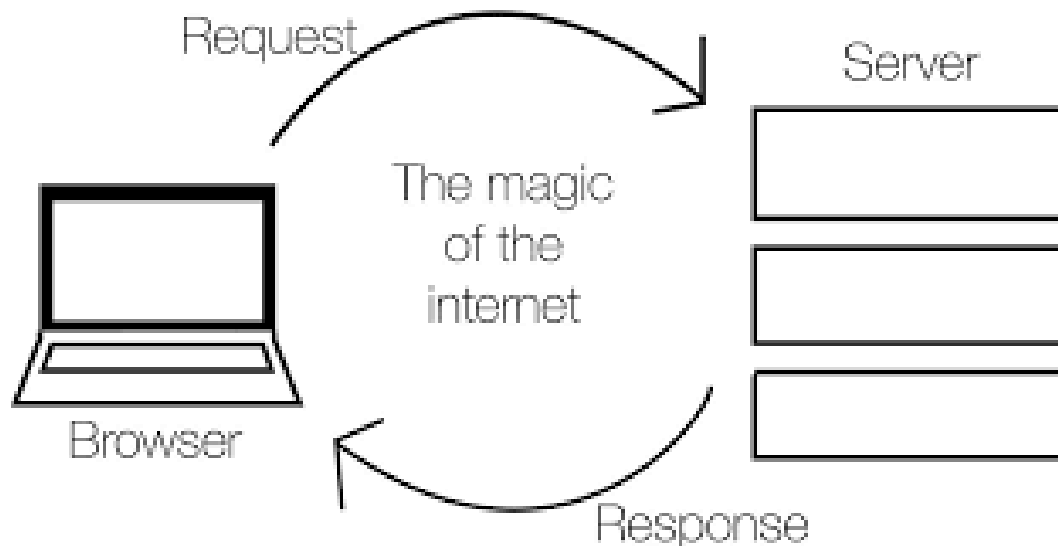 Request
Server
The magic
of the
internet
Browser
Response